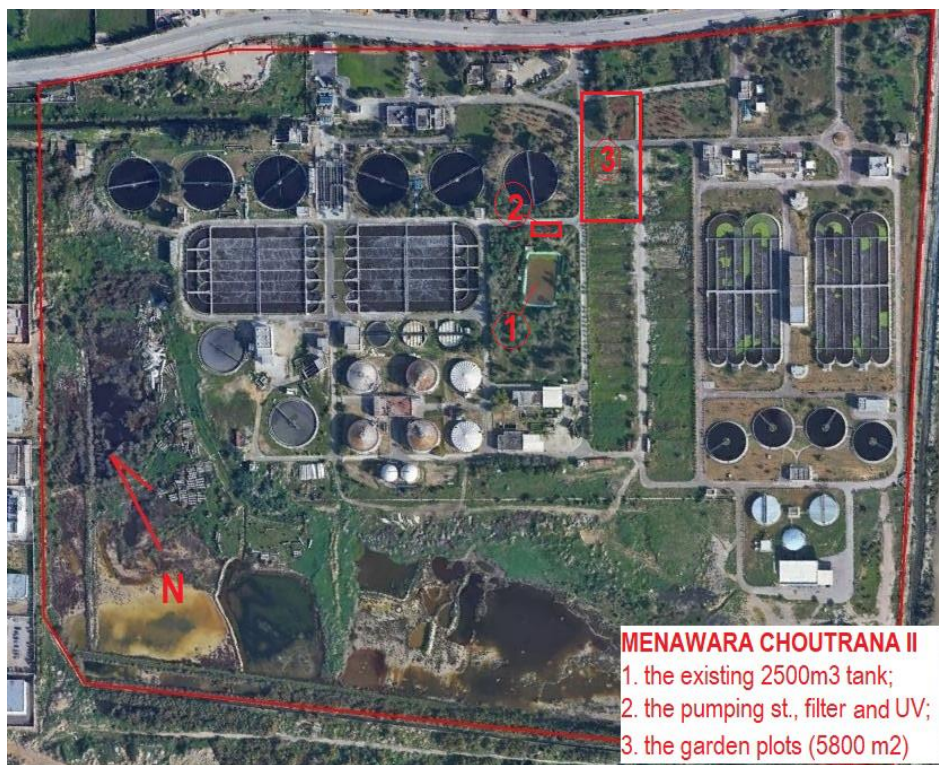 3
2
1
N
MENAWARA CHOUTRANA II
1. the existing 2500m3 tank;
2. the pumping st., filter and UV;
3. the garden plots (5800 m2)